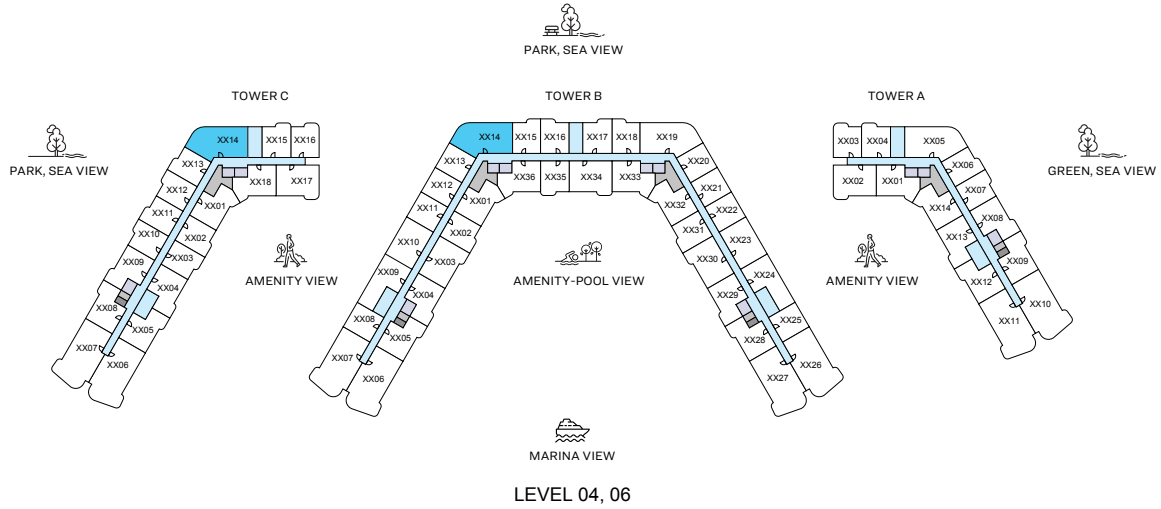 PARK, SEA VIEW
TOWER C
TOWER B
TOWER A
PARK, SEA VIEW
GREEN, SEA VIEW
XX14
XX15
XX16
XX13
XX18
XX17
XX12
XX01
XX11
XX02
XX10
XX03
XX09
XX04
XX08
XX05
XX07
XX06
XX14
XX15
XX16
XX17
XX18
XX19
XX13
XX36
XX35
XX34
XX33
XX20
XX12
XX01
XX32
XX21
XX11
XX02
XX31
XX22
XX10
XX03
XX30
XX23
XX09
XX04
XX29
XX24
XX08
XX05
XX28
XX25
XX07
XX06
XX27
XX26
XX03
XX04
XX05
XX02
XX01
XX06
XX14
XX07
XX13
XX08
XX12
XX09
XX11
XX10
AMENITY VIEW
AMENITY-POOL VIEW
AMENITY VIEW
MARINA VIEW
LEVEL 04, 06